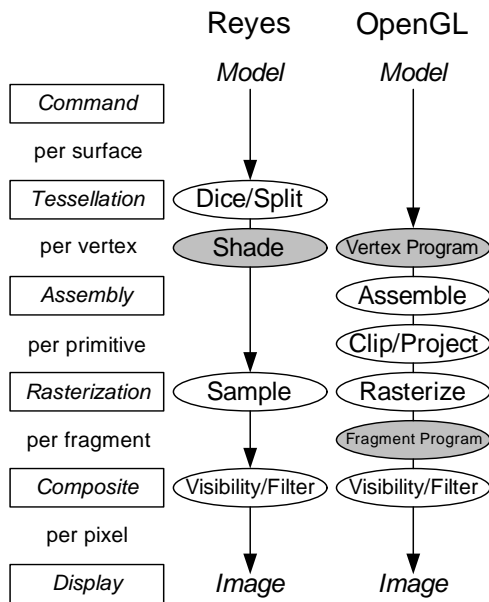 Reyes OpenGL
Model Model
Command
per surface
Tessellation Dice/Split
per vertex Shade Vertex Program
Assembly Assemble
per primitive Clip/Project
Rasterization Sample Rasterize
per fragment Fragment Program
Composite Visibility/Filter Visibility/Filter
per pixel
Display Image Image